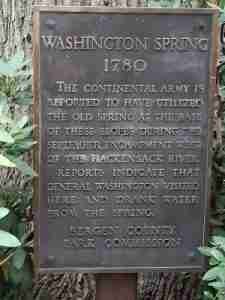 WASHINGTON SPRING
1780
THE CONTINENTAL ARMY IS
REPORTED TO HAVE UTILIZED
THE OLD SPRING AT THE BASE
OF THESE SLOPES DURING THE
SEPTEMBER ENCAMPMENT WEST
OF THE HACKENSACK RIVER.
REPORTS INDICATE THAT
GENERAL WASHINGTON VISITED
HERE AND DRANK WATER
FROM THE SPRING.
BERGEN COUNTY
PARK COMMISSION